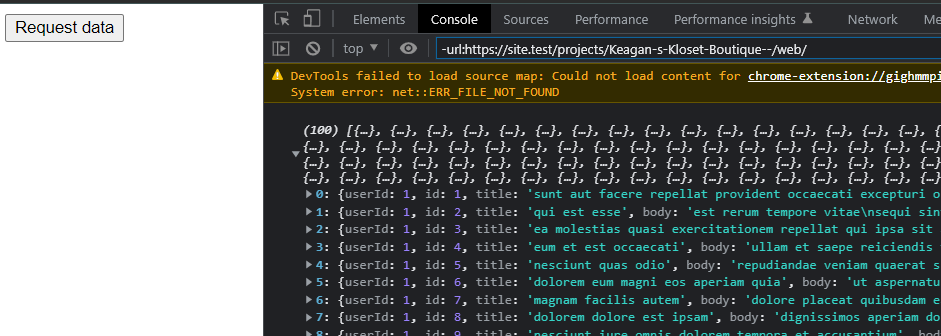 Request data
Elements Console Sources Performance Performance insights Network
top ▼ -url:https://site.test/projects/Keagan-s-Kloset-Boutique--/web/
DevTools failed to load source map: Could not load content for chrome-extension://gighmmpi
System error: net::ERR_FILE_NOT_FOUND
(100) [{…}, {…}, {…}, {…}, {…}, {…}, {…}, {…}, {…}, {…}, {…}, {…}, {…}, {…}, {…}, {…}, {
{…}, {…}, {…}, {…}, {…}, {…}, {…}, {…}, {…}, {…}, {…}, {…}, {…}, {…}, {…}, {…}, {…}, {…
{…}, {…}, {…}, {…}, {…}, {…}, {…}, {…}, {…}, {…}, {…}, {…}, {…}, {…}, {…}, {…}, {…}, {…
{…}, {…}, {…}, {…}, {…}, {…}, {…}, {…}, {…}, {…}, {…}, {…}, {…}, {…}, {…}, {…}, {…}, {…
0: {userId: 1, id: 1, title: 'sunt aut facere repellat provident occaecati excepturi o
1: {userId: 1, id: 2, title: 'qui est esse', body: 'est rerum tempore vitae\nsequi sin
2: {userId: 1, id: 3, title: 'ea molestias quasi exercitationem repellat qui ipsa sit
3: {userId: 1, id: 4, title: 'eum et est occaecati', body: 'ullam et saepe reiciendis
4: {userId: 1, id: 5, title: 'nesciunt quas odio', body: 'repudiandae veniam quaerat s
5: {userId: 1, id: 6, title: 'dolorem eum magni eos aperiam quia', body: 'ut aspernatu
6: {userId: 1, id: 7, title: 'magnam facilis autem', body: 'dolore placeat quibusdam e
7: {userId: 1, id: 8, title: 'dolorem dolore est ipsam', body: 'dignissimos aperiam do
8: {userId: 1, id: 9, title: 'nesciunt iure omnis dolorem tempora et accusantium',